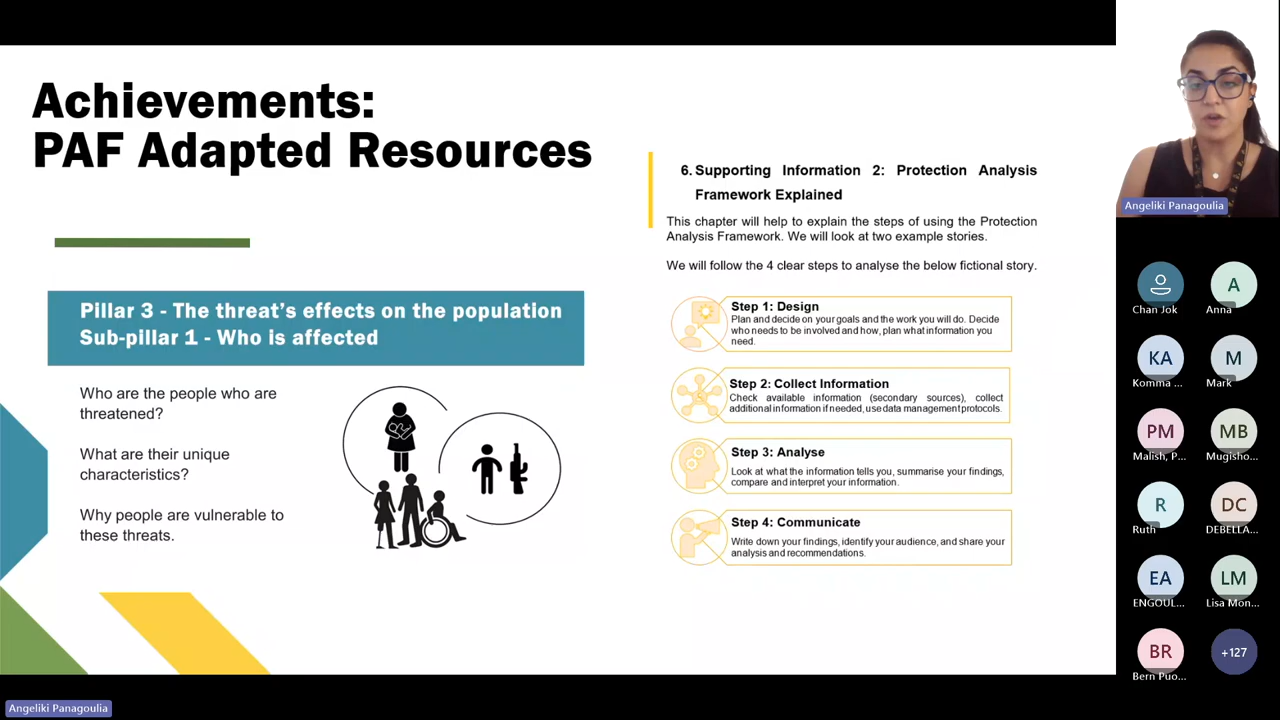 Achievements:
PAF Adapted Resources
Pillar 3 - The threat's effects on the population
Sub-pillar 1 - Who is affected
Who are the people who are
threatened?
What are their unique
characteristics?
Why people are vulnerable to
these threats.
6. Supporting Information 2: Protection Analysis
Framework Explained
This chapter will help to explain the steps of using the Protection
Analysis Framework. We will look at two example stories.
We will follow the 4 clear steps to analyse the below fictional story.
Step 1: Design
Plan and decide on your goals and the work you will do. Decide
who needs to be involved and how, plan what information you
need.
Step 2: Collect Information
Check available information (secondary sources), collect
additional information if needed, use data management protocols.
Step 3: Analyse
Look at what the information tells you, summarise your findings,
compare and interpret your information.
Step 4: Communicate
Write down your findings, identify your audience, and share your
analysis and recommendations.
Angeliki Panagoulia
Chan Jok
A
Anna
KA
Komma ...
M
Mark
PM
Malish, P...
MB
Mugisho...
R
Ruth
DC
DEBELLA...
EA
ENGOUL...
LM
Lisa Mon...
BR
Bern Puo...
+127
Angeliki Panagoulia